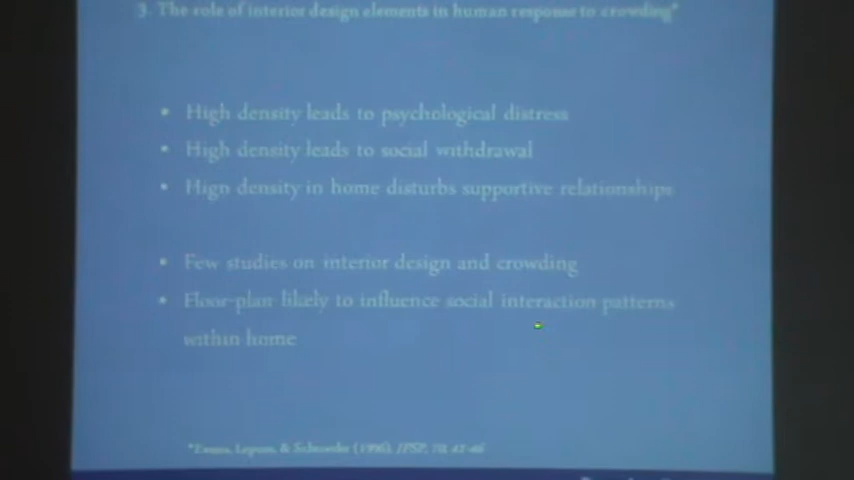 3. The role of interior design elements in human response to crowding*
• High density leads to psychological distress
• High density leads to social withdrawal
• High density in home disturbs supportive relationships
• Few studies on interior design and crowding
• Floor-plan likely to influence social interaction patterns
within home
*Evans, Lepore, & Schroeder (1996), JPSP, 70: 41-46